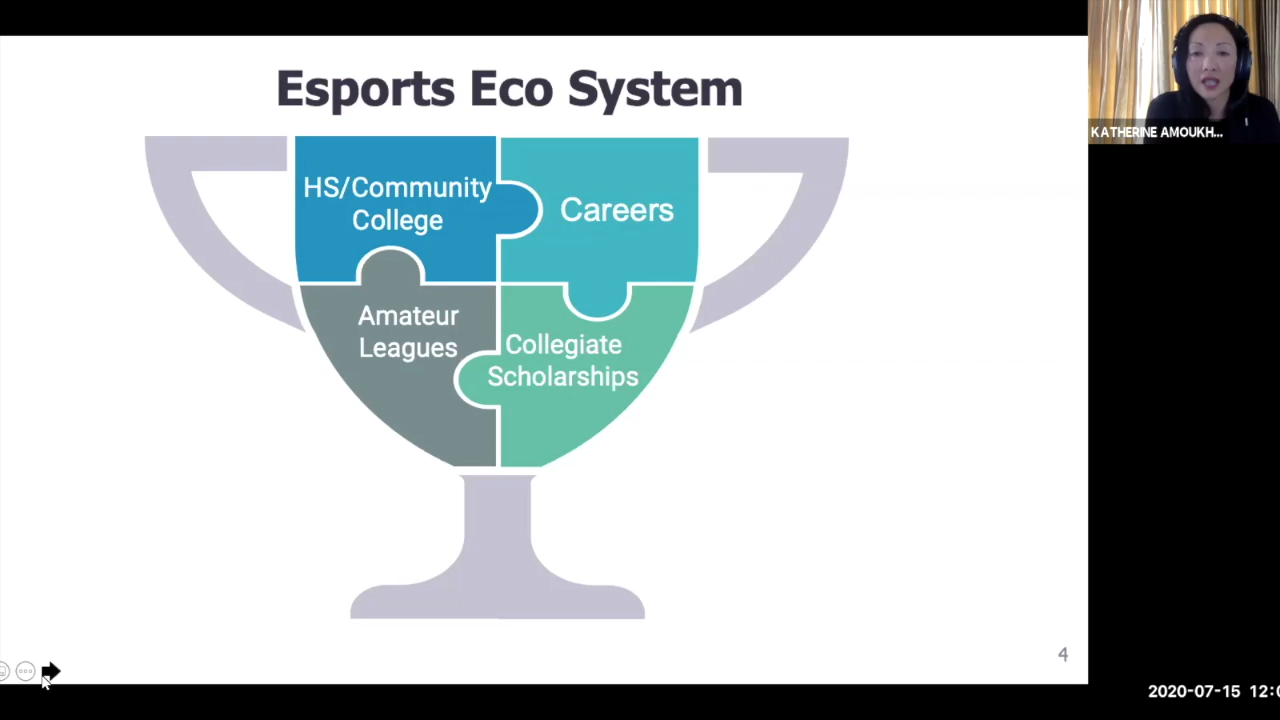 Esports Eco System
HS/Community
College
Careers
Amateur
Leagues
Collegiate
Scholarships
4
KATHERINE AMOUKH...
2020-07-15 12:0